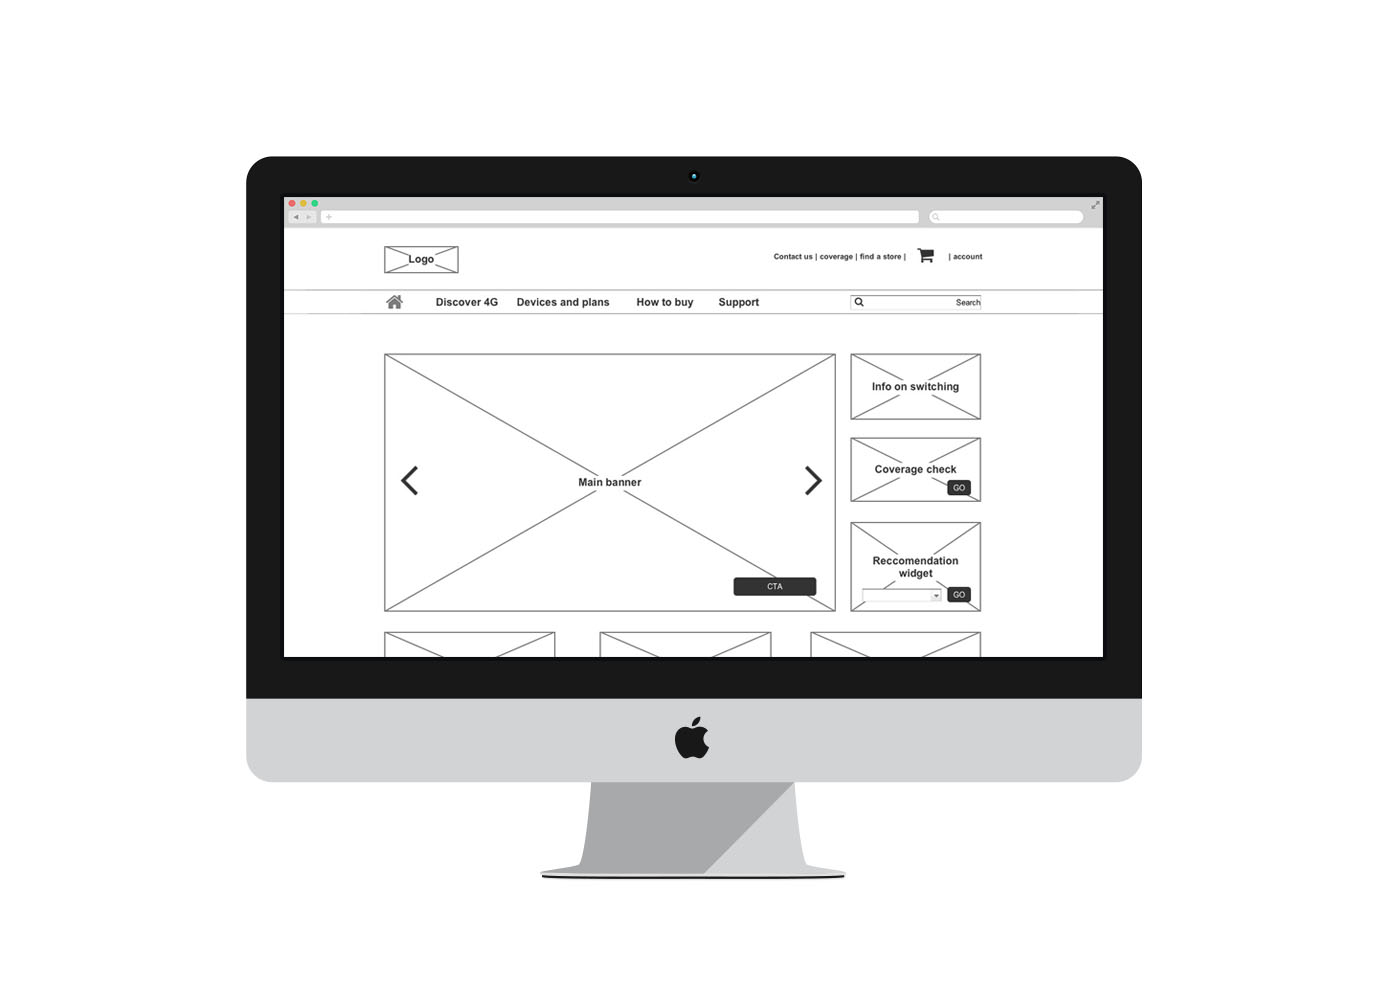 Logo
Contact us | coverage | find a store |
| account
Discover 4G
Devices and plans
How to buy
Support
Search
Main banner
CTA
Info on switching
Coverage check
GO
Reccomendation
widget
GO